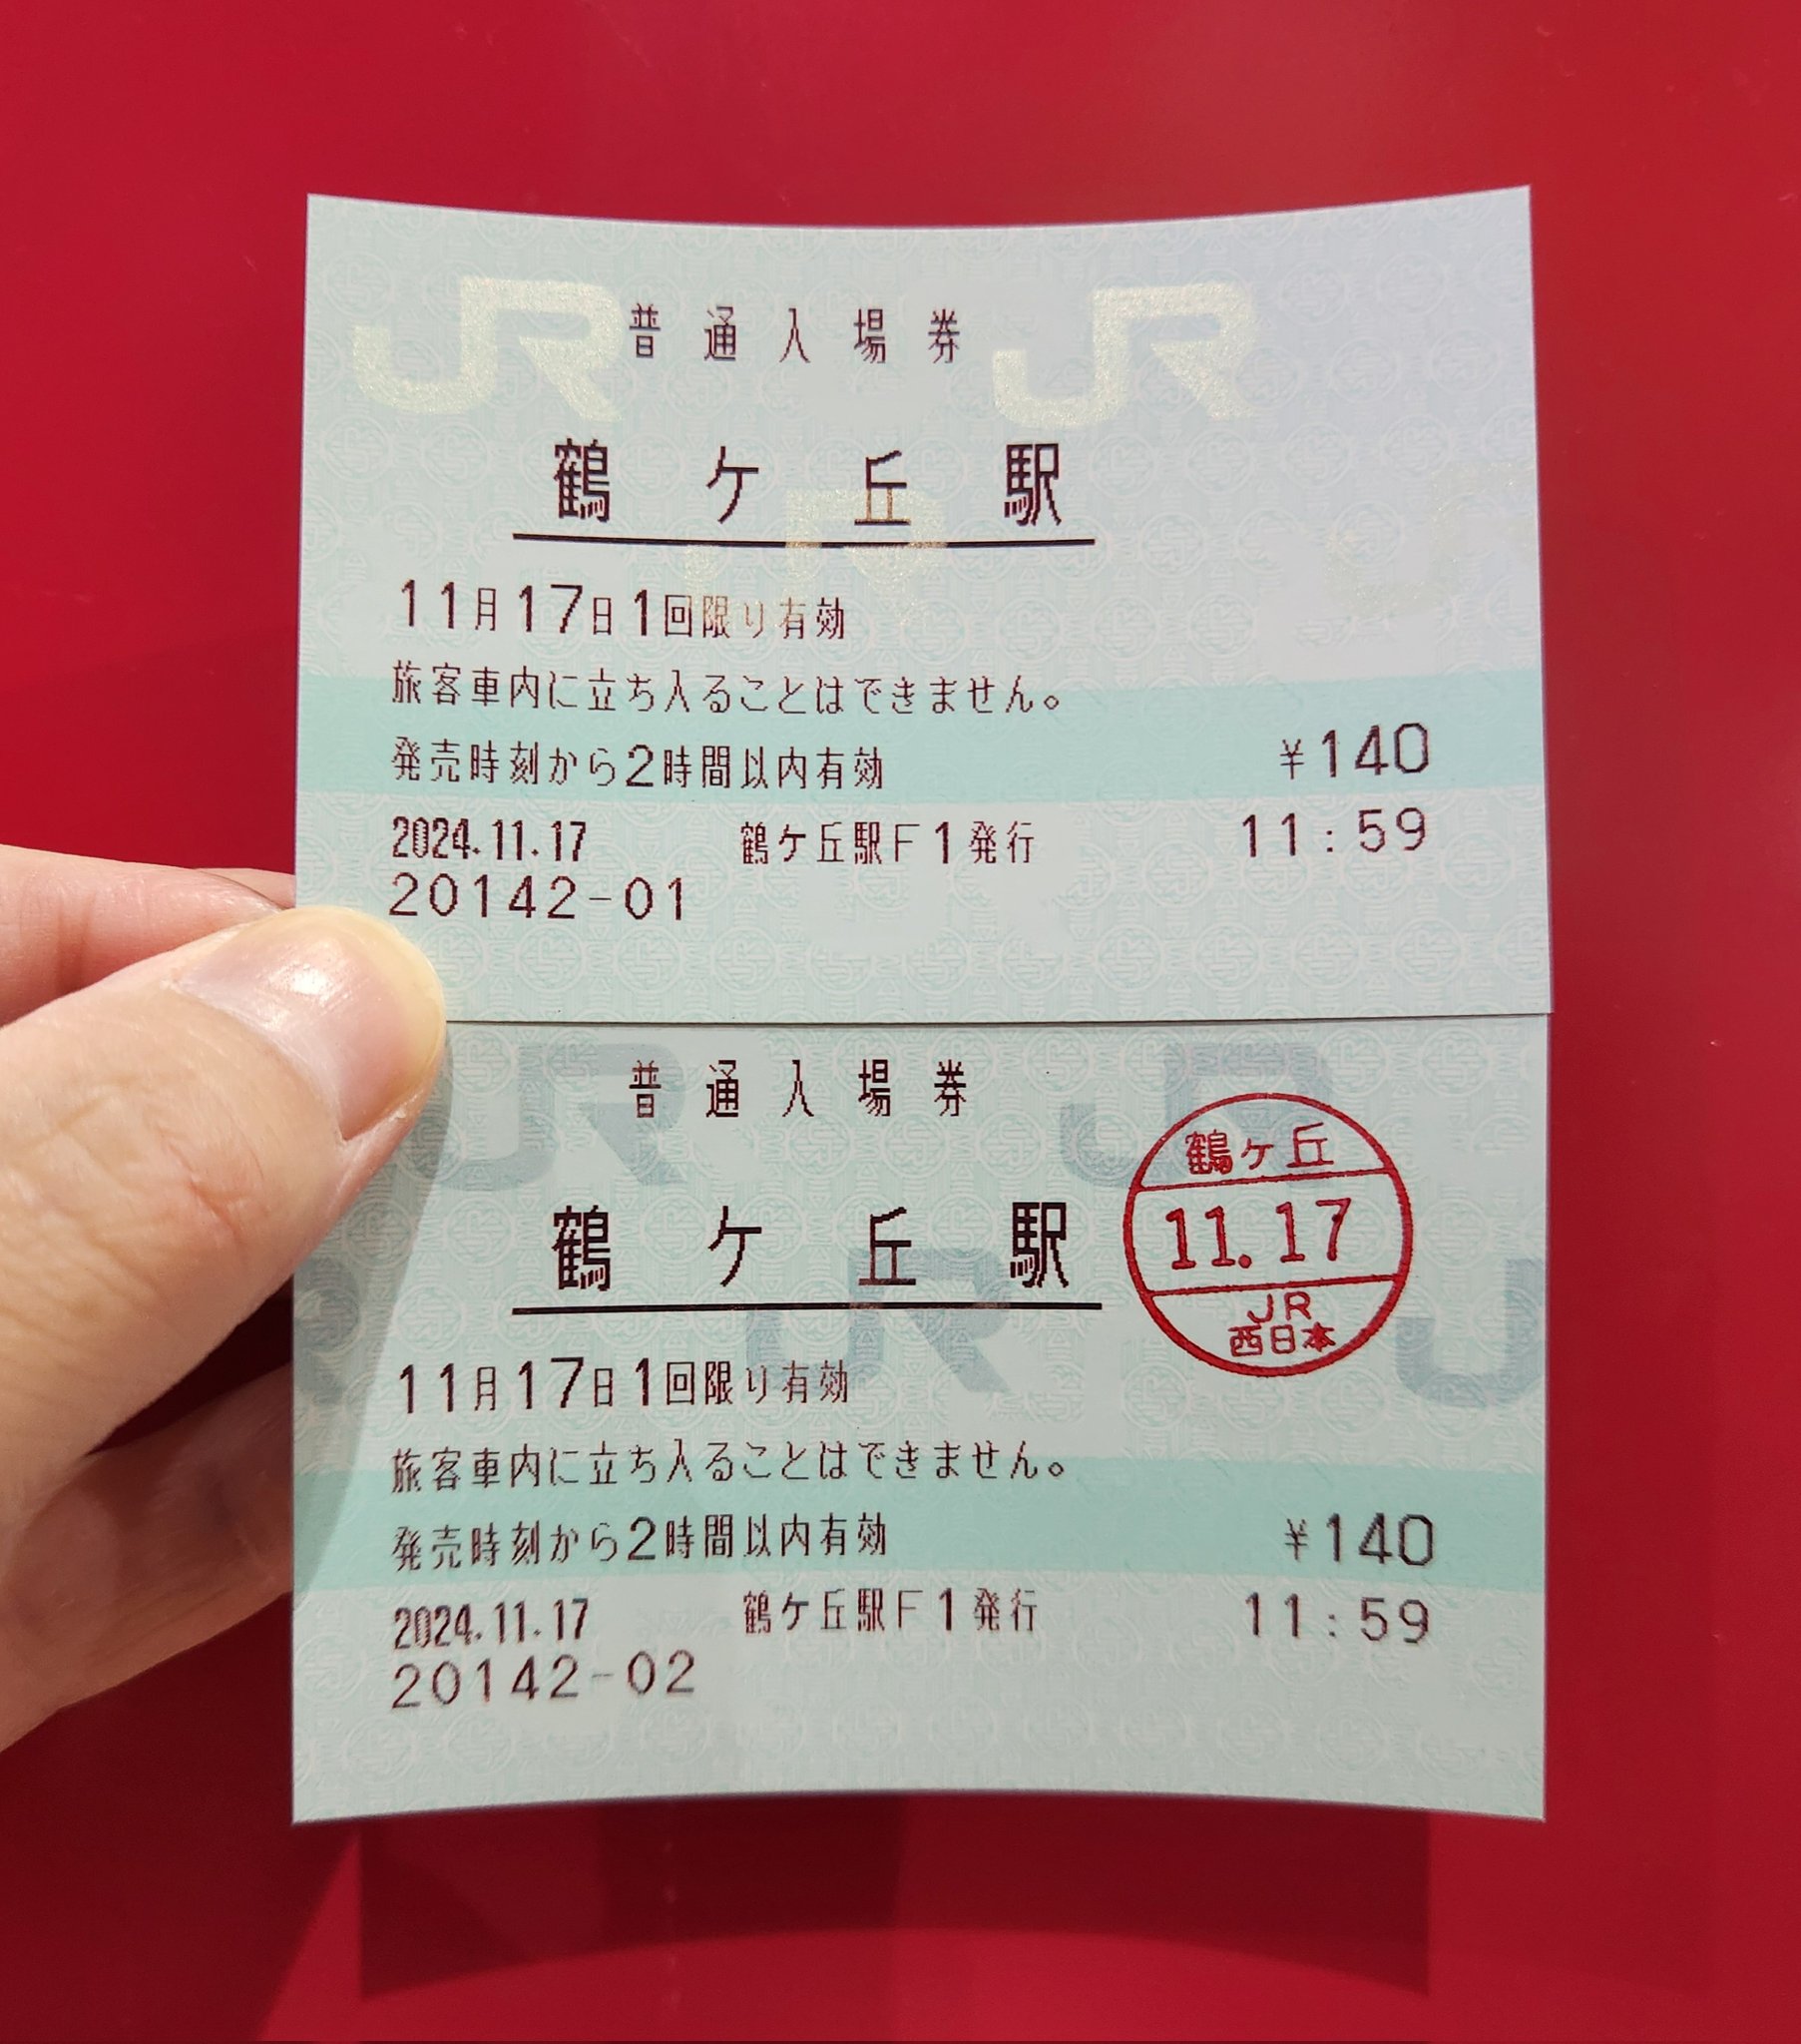 普通入場券
鶴ケ丘駅
11月17日1回限り有効
旅客車内に立ち入ることはできません。
発売時刻から2時間以内有効
¥140
2024.11.17 鶴ケ丘駅F1発行 11:59
20142-01
普通入場券
鶴ケ丘駅
11月17日1回限り有効
旅客車内に立ち入ることはできません。
発売時刻から2時間以内有効
¥140
2024.11.17 鶴ケ丘駅F1発行 11:59
20142-02
鶴ヶ丘
11.17
JR
西日本
JR
JR
JR
JR
JR
JR